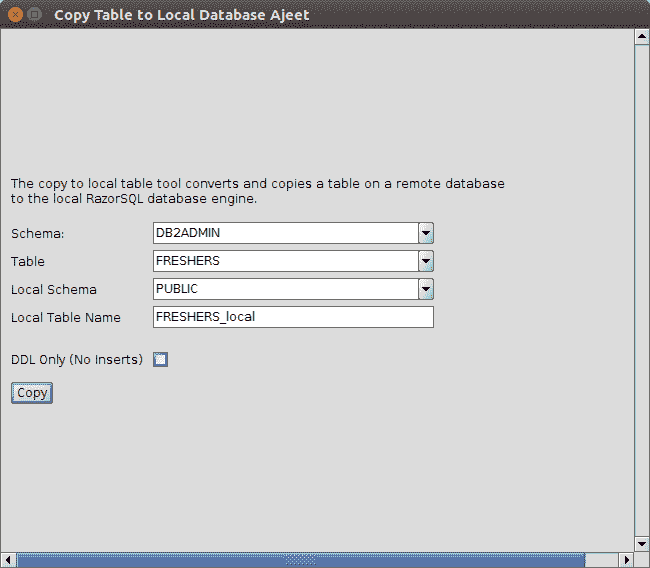 Copy Table to Local Database Ajeet
The copy to local table tool converts and copies a table on a remote database
to the local RazorSQL database engine.
Schema: DB2ADMIN
Table FRESHERS
Local Schema PUBLIC
Local Table Name FRESHERS_local
DDL Only (No Inserts)
Copy